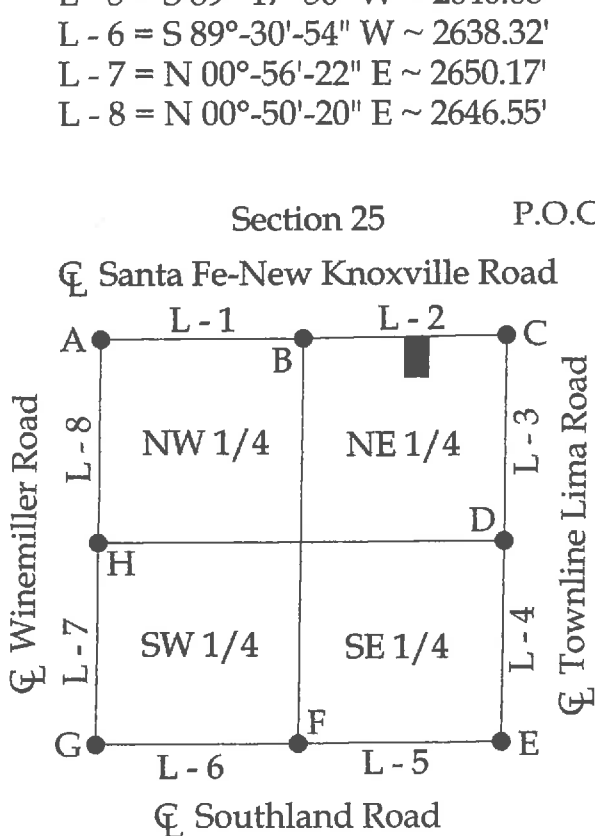 L - 6 = S 89°-30'-54" W ~ 2638.32'
L - 7 = N 00°-56'-22" E ~ 2650.17'
L - 8 = N 00°-50'-20" E ~ 2646.55'
Section 25
P.O.C
℄ Santa Fe-New Knoxville Road
L - 1
L - 2
A
B
C
L - 8
NW 1/4
NE 1/4
L - 3
℄ Winemiller Road
℄ Townline Lima Road
D
H
L - 7
SW 1/4
SE 1/4
L - 4
F
G
E
L - 6
L - 5
℄ Southland Road